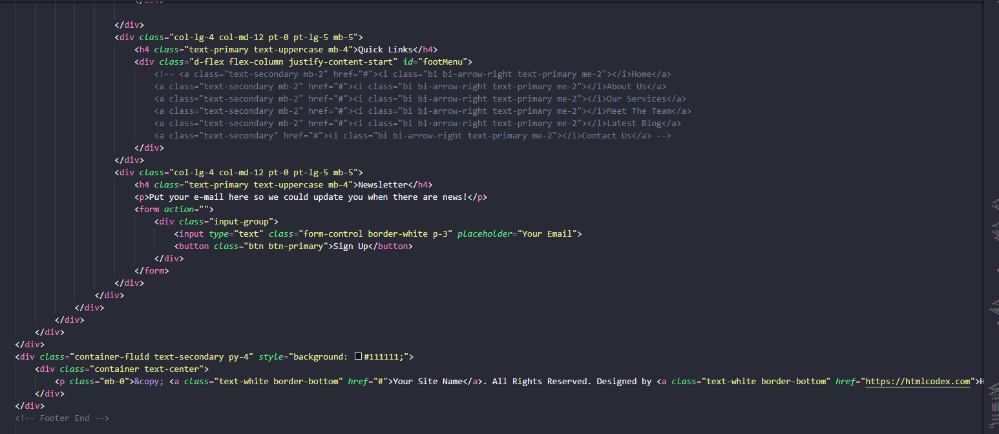 </div>
</div>
<div class="col-lg-4 col-md-12 pt-0 pt-lg-5 mb-5">
<h4 class="text-primary text-uppercase mb-4">Quick Links</h4>
<div class="d-flex flex-column justify-content-start" id="footMenu">
<!-- <a class="text-secondary mb-2" href="#"><i class="bi bi-arrow-right text-primary me-2"></i>Home</a>
<a class="text-secondary mb-2" href="#"><i class="bi bi-arrow-right text-primary me-2"></i>About Us</a>
<a class="text-secondary mb-2" href="#"><i class="bi bi-arrow-right text-primary me-2"></i>Our Services</a>
<a class="text-secondary mb-2" href="#"><i class="bi bi-arrow-right text-primary me-2"></i>Meet The Team</a>
<a class="text-secondary mb-2" href="#"><i class="bi bi-arrow-right text-primary me-2"></i>Latest Blog</a>
<a class="text-secondary" href="#"><i class="bi bi-arrow-right text-primary me-2"></i>Contact Us</a> -->
</div>
</div>
<div class="col-lg-4 col-md-12 pt-0 pt-lg-5 mb-5">
<h4 class="text-primary text-uppercase mb-4">Newsletter</h4>
<p>Put your e-mail here so we could update you when there are news!</p>
<form action="">
<div class="input-group">
<input type="text" class="form-control border-white p-3" placeholder="Your Email">
<button class="btn btn-primary">Sign Up</button>
</div>
</form>
</div>
</div>
</div>
</div>
</div>
</div>
<div class="container-fluid text-secondary py-4" style="background: #111111;">
<div class="container text-center">
<p class="mb-0">&copy; <a class="text-white border-bottom" href="#">Your Site Name</a>. All Rights Reserved. Designed by <a class="text-white border-bottom" href="https://htmlcodex.com">H
</div>
</div>
<!-- Footer End -->